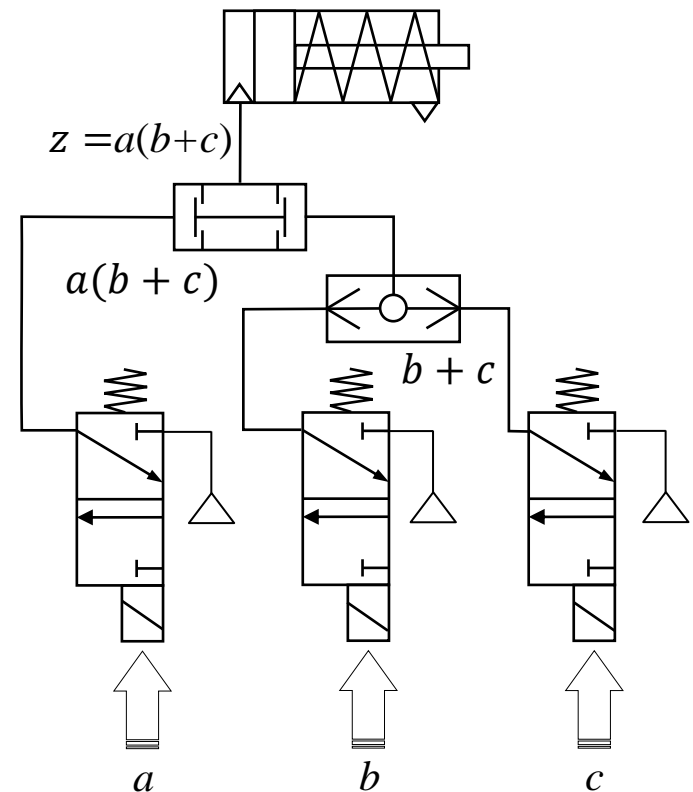 z =a(b+c)
a(b + c)
b + c
a
b
c